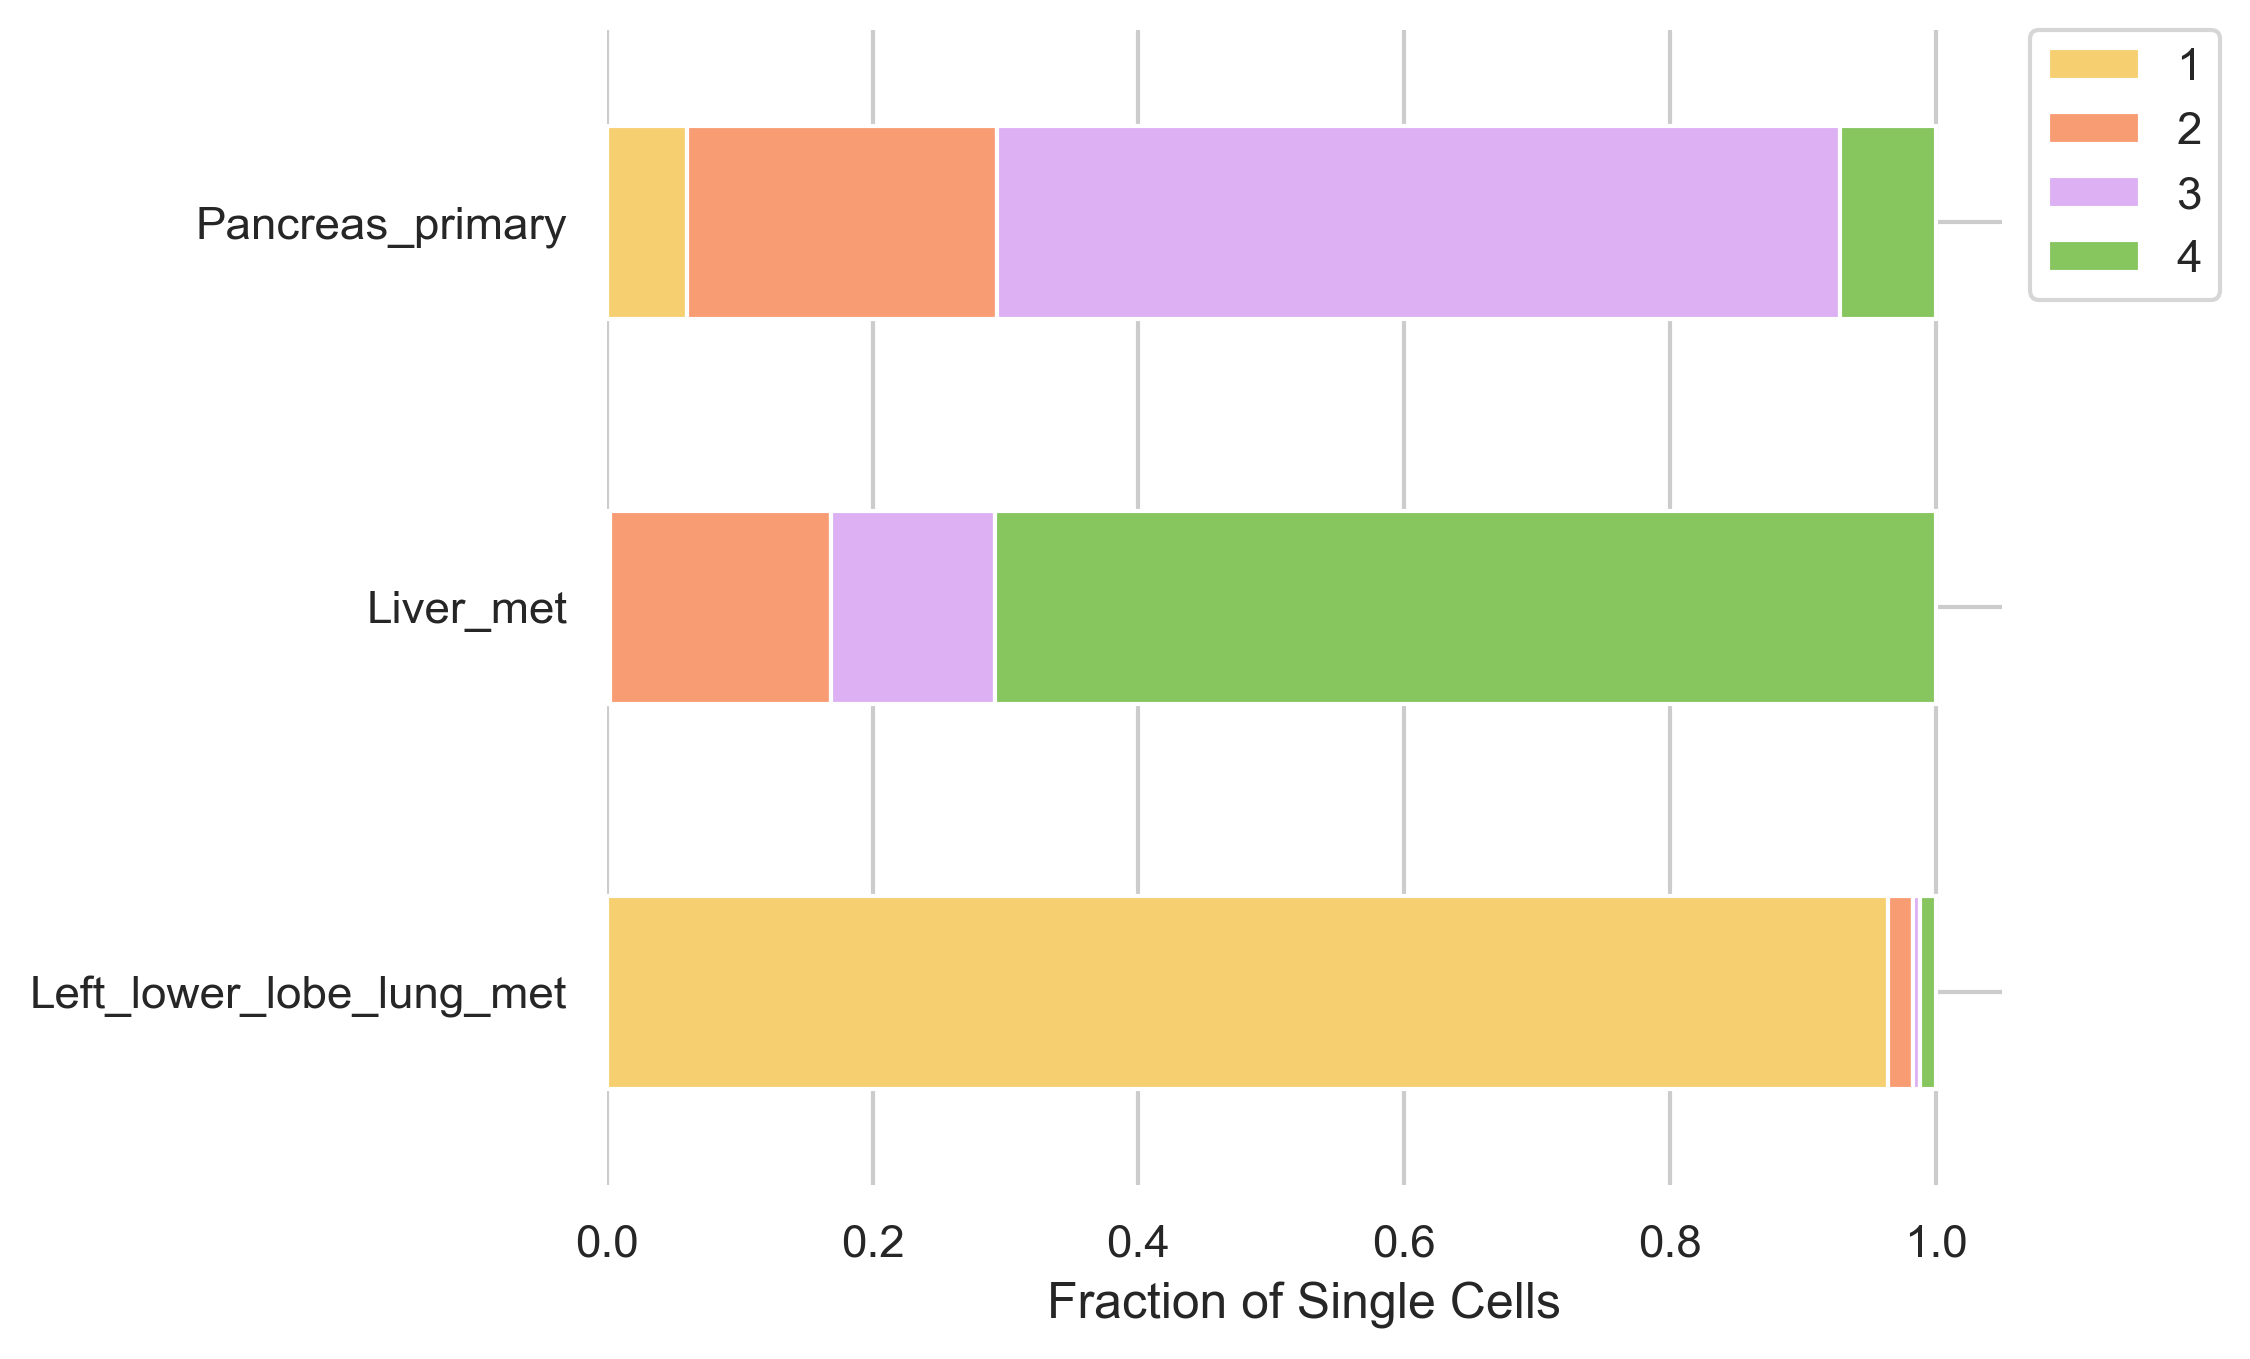 1
2
3
4
Pancreas_primary
Liver_met
Left_lower_lobe_lung_met
0.0 0.2 0.4 0.6 0.8 1.0
Fraction of Single Cells